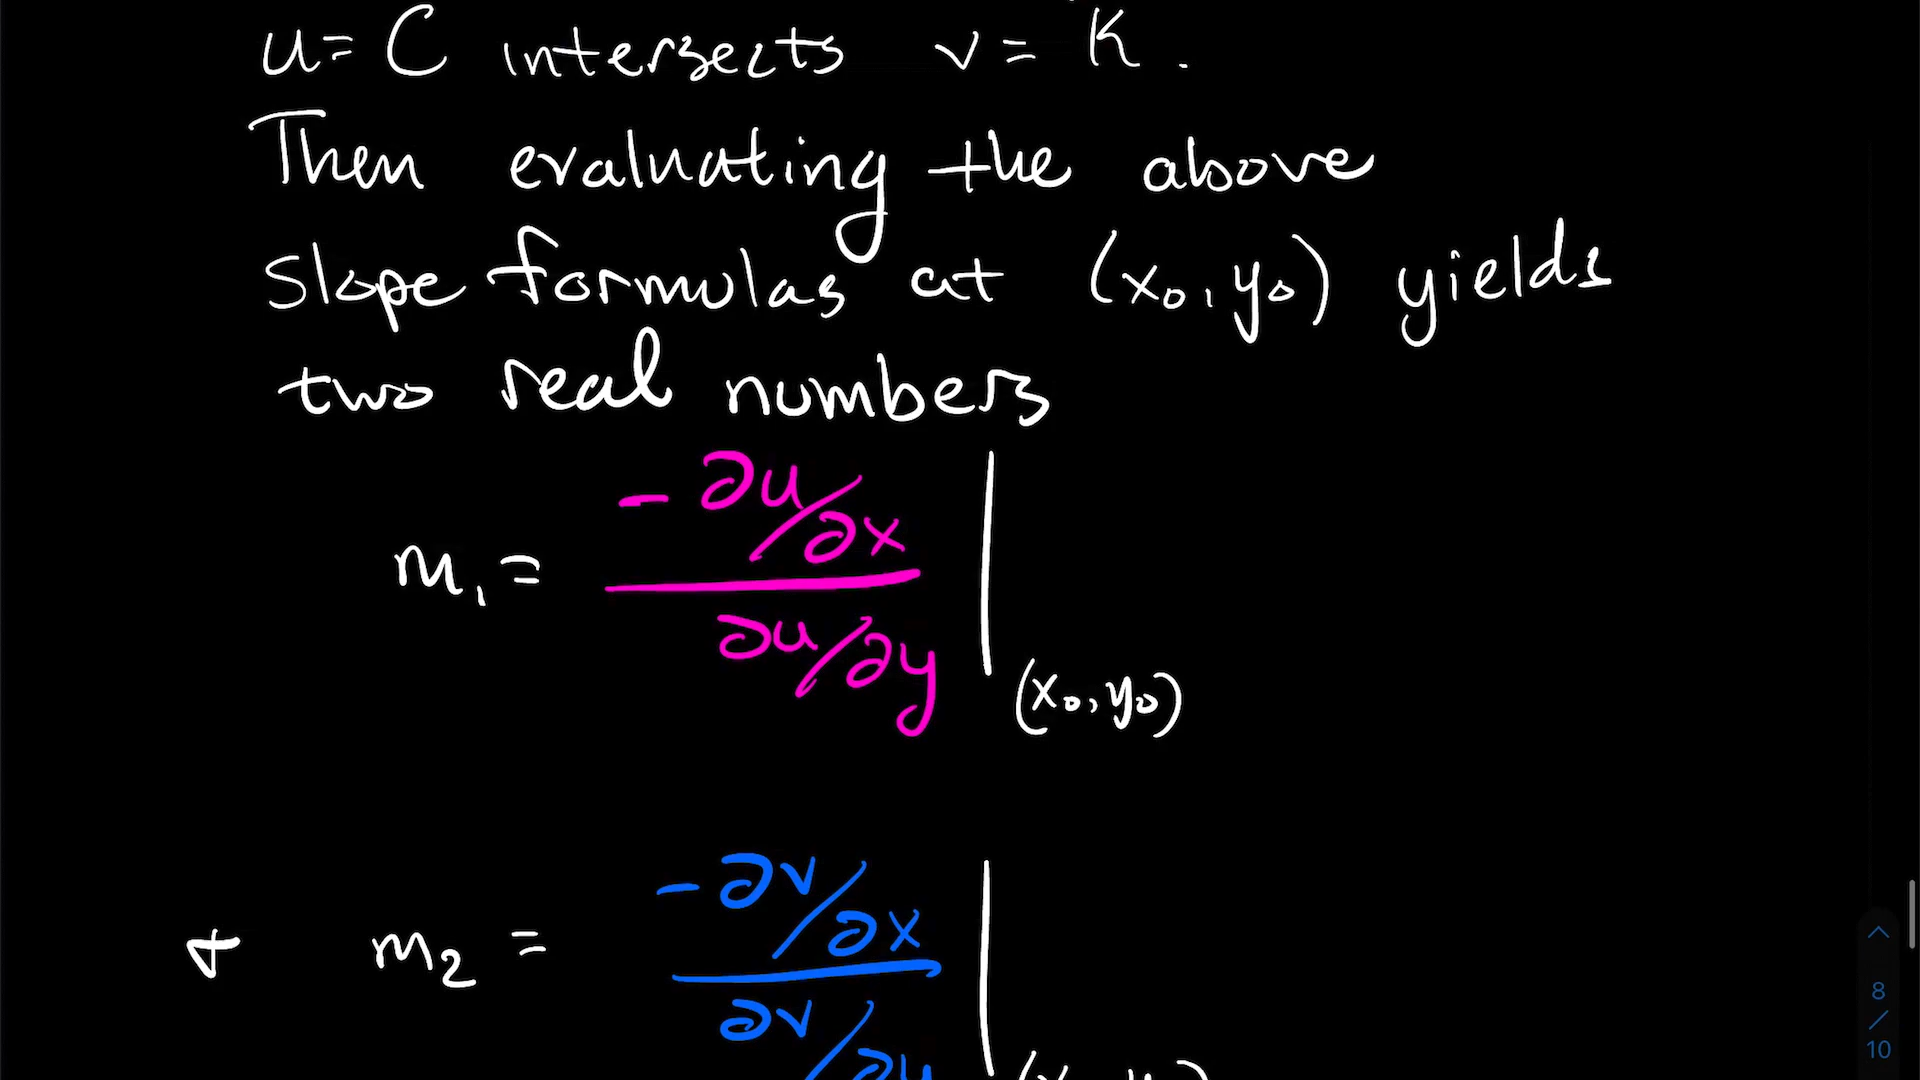 u = C intersects v = K.
Then evaluating the above
slope formulas at (x₀, y₀) yields
two real numbers
m₁ = -∂u/∂x
∂u/∂y
(x₀, y₀)
+ m₂ = -∂v/∂x
∂v/∂y
8
/
10